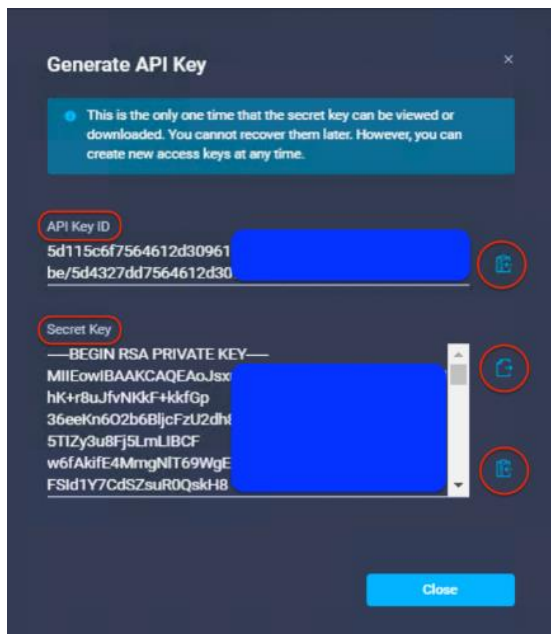 Generate API Key
This is the only one time that the secret key can be viewed or
downloaded. You cannot recover them later. However, you can
create new access keys at any time.
API Key ID
5d115c6f7564612d30961
be/5d4327dd7564612d30
Secret Key
-----BEGIN RSA PRIVATE KEY-----
MIIEowIBAAKCAQEAoJsx
hK+r8uJfvNKkF+kkfGp
36eeKn6O2b6BljcFzU2dh8
5TIZy3u8Fj5LmLIBCF
w6fAkifE4MmgNlT69WgE
FSId1Y7CdSZsuR0QskH8
Close